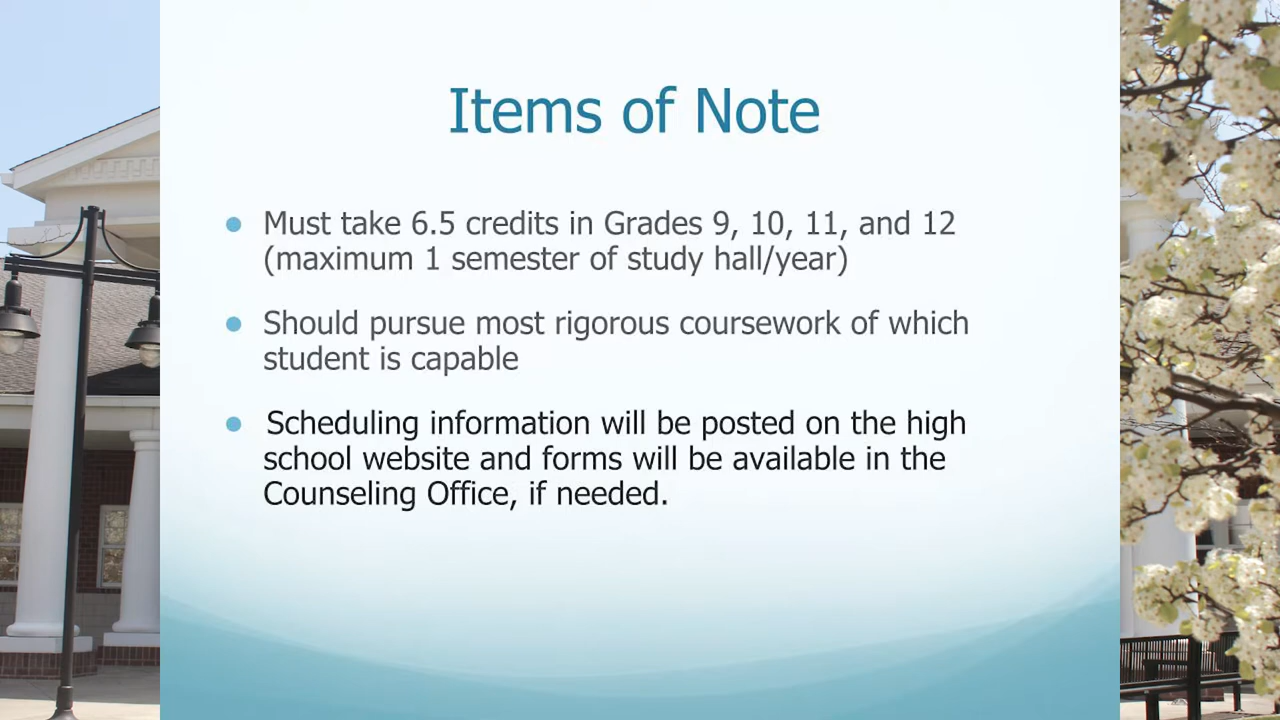 Items of Note
Must take 6.5 credits in Grades 9, 10, 11, and 12
(maximum 1 semester of study hall/year)
Should pursue most rigorous coursework of which
student is capable
Scheduling information will be posted on the high
school website and forms will be available in the
Counseling Office, if needed.